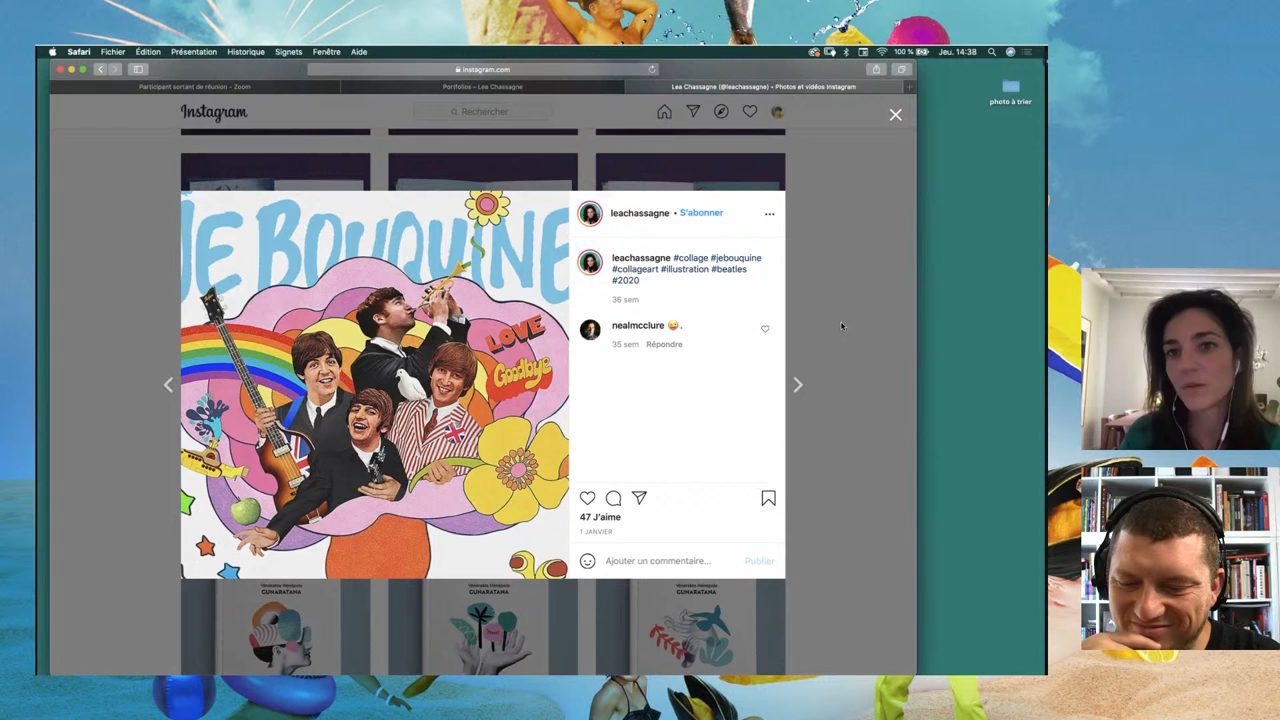 Safari Fichier Édition Présentation Historique Signets Fenêtre Aide 100 % Jeu. 14:38
instagram.com
Participant sortant de réunion - Zoom
Portfolios – Lea Chassagne
Lea Chassagne (@leachassagne) • Photos et vidéos Instagram
photo à trier
Instagram
Rechercher
JE BOUQUINE
LOVE
Goodbye
leachassagne • S'abonner
leachassagne #collage #jebouquine
#collageart #illustration #beatles
#2020
36 sem
nealmcclure 😜 .
35 sem Répondre
47 J'aime
1 JANVIER
Ajouter un commentaire... Publier
GUNARATANA
GUNARATANA
GUNARATANA